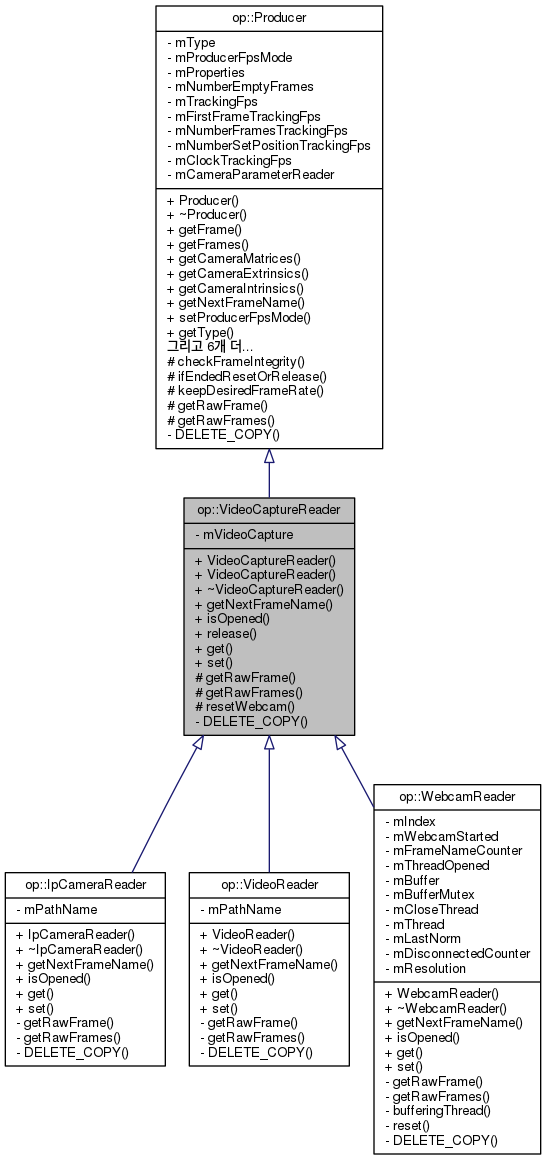 op::Producer
- mType
- mProducerFpsMode
- mProperties
- mNumberEmptyFrames
- mTrackingFps
- mFirstFrameTrackingFps
- mNumberFramesTrackingFps
- mNumberSetPositionTrackingFps
- mClockTrackingFps
- mCameraParameterReader
+ Producer()
+ ~Producer()
+ getFrame()
+ getFrames()
+ getCameraMatrices()
+ getCameraExtrinsics()
+ getCameraIntrinsics()
+ getNextFrameName()
+ setProducerFpsMode()
+ getType()
그리고 6개 더...
# checkFrameIntegrity()
# ifEndedResetOrRelease()
# keepDesiredFrameRate()
# getRawFrame()
# getRawFrames()
- DELETE_COPY()
op::VideoCaptureReader
- mVideoCapture
+ VideoCaptureReader()
+ VideoCaptureReader()
+ ~VideoCaptureReader()
+ getNextFrameName()
+ isOpened()
+ release()
+ get()
+ set()
# getRawFrame()
# getRawFrames()
# resetWebcam()
- DELETE_COPY()
op::IpCameraReader
- mPathName
+ IpCameraReader()
+ ~IpCameraReader()
+ getNextFrameName()
+ isOpened()
+ get()
+ set()
- getRawFrame()
- getRawFrames()
- DELETE_COPY()
op::VideoReader
- mPathName
+ VideoReader()
+ ~VideoReader()
+ getNextFrameName()
+ isOpened()
+ get()
+ set()
- getRawFrame()
- getRawFrames()
- DELETE_COPY()
op::WebcamReader
- mIndex
- mWebcamStarted
- mFrameNameCounter
- mThreadOpened
- mBuffer
- mBufferMutex
- mCloseThread
- mThread
- mLastNorm
- mDisconnectedCounter
- mResolution
+ WebcamReader()
+ ~WebcamReader()
+ getNextFrameName()
+ isOpened()
+ get()
+ set()
- getRawFrame()
- getRawFrames()
- bufferingThread()
- reset()
- DELETE_COPY()